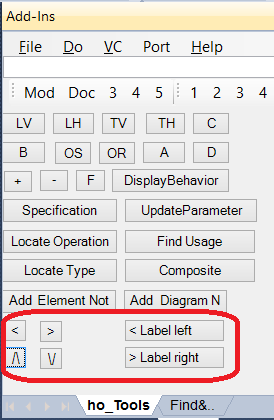 Add-Ins
File Do VC Port Help
Mod Doc 3 4 5 1 2 3 4
LV LH TV TH C
B OS OR A D
+ - F DisplayBehavior
Specification UpdateParameter
Locate Operation Find Usage
Locate Type Composite
Add Element Not Add Diagram N
< > < Label left
/\ \/ > Label right
ho_Tools Find&..